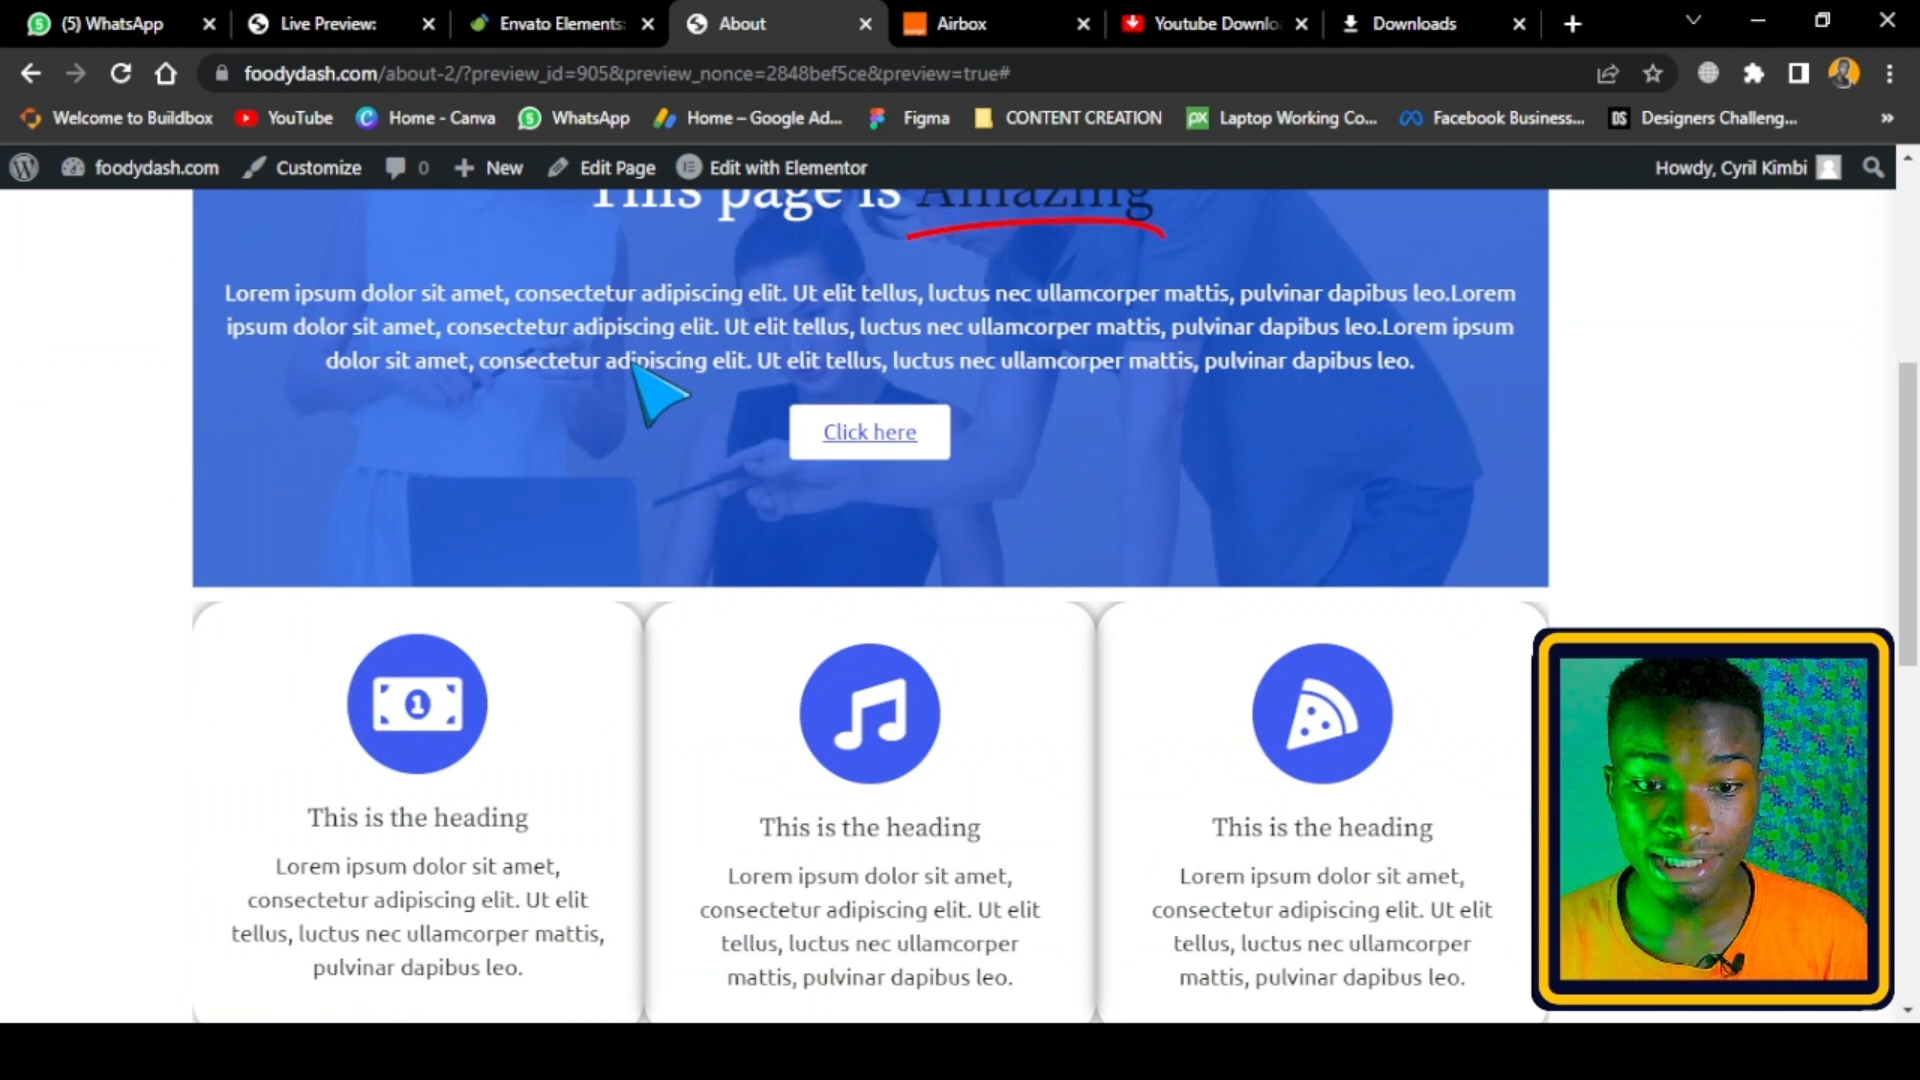 (5) WhatsApp
Live Preview:
Envato Elements:
About
Airbox
Youtube Downlo
Downloads
foodydash.com/about-2/?preview_id=905&preview_nonce=2848bef5ce&preview=true#
Welcome to Buildbox
YouTube
Home - Canva
WhatsApp
Home – Google Ad...
Figma
CONTENT CREATION
Laptop Working Co...
Facebook Business...
Designers Challeng...
»
foodydash.com
Customize
0
New
Edit Page
Edit with Elementor
Howdy, Cyril Kimbi
This page is Amazing
Lorem ipsum dolor sit amet, consectetur adipiscing elit. Ut elit tellus, luctus nec ullamcorper mattis, pulvinar dapibus leo.Lorem
ipsum dolor sit amet, consectetur adipiscing elit. Ut elit tellus, luctus nec ullamcorper mattis, pulvinar dapibus leo.Lorem ipsum
dolor sit amet, consectetur adipiscing elit. Ut elit tellus, luctus nec ullamcorper mattis, pulvinar dapibus leo.
Click here
This is the heading
Lorem ipsum dolor sit amet,
consectetur adipiscing elit. Ut elit
tellus, luctus nec ullamcorper mattis,
pulvinar dapibus leo.
This is the heading
Lorem ipsum dolor sit amet,
consectetur adipiscing elit. Ut elit
tellus, luctus nec ullamcorper
mattis, pulvinar dapibus leo.
This is the heading
Lorem ipsum dolor sit amet,
consectetur adipiscing elit. Ut elit
tellus, luctus nec ullamcorper
mattis, pulvinar dapibus leo.